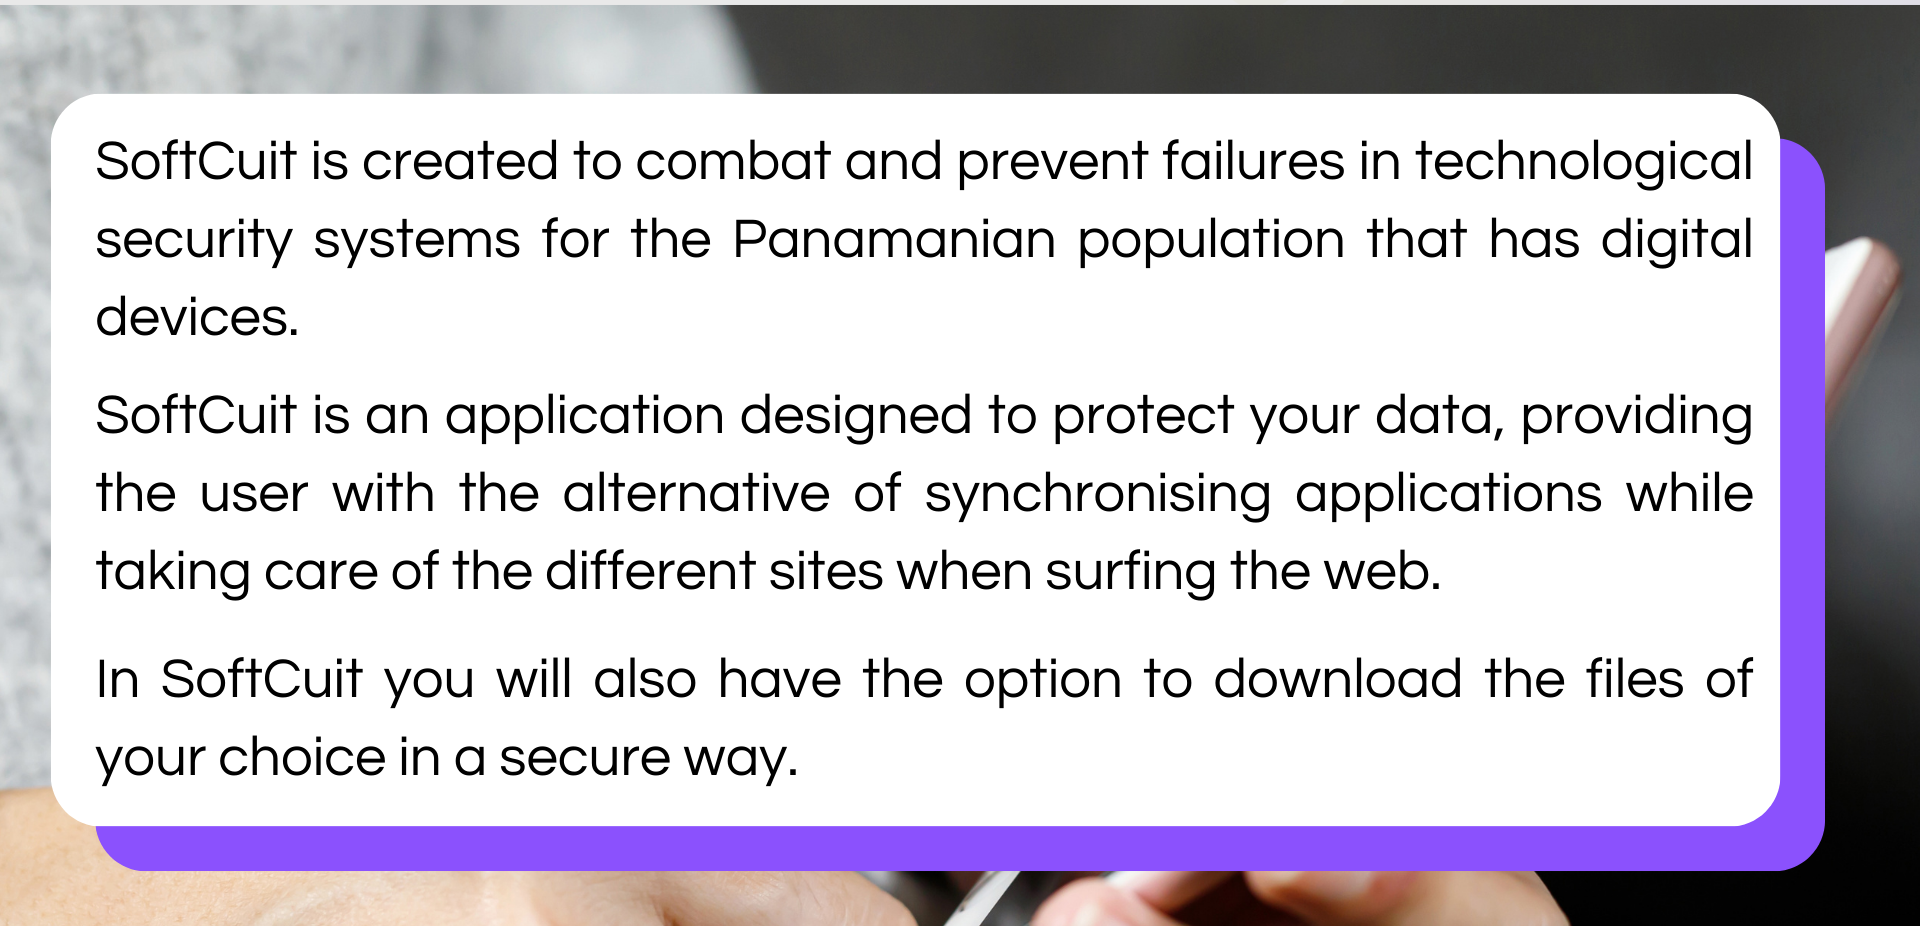 SoftCuit is created to combat and prevent failures in technological
security systems for the Panamanian population that has digital
devices.
SoftCuit is an application designed to protect your data, providing
the user with the alternative of synchronising applications while
taking care of the different sites when surfing the web.
In SoftCuit you will also have the option to download the files of
your choice in a secure way.